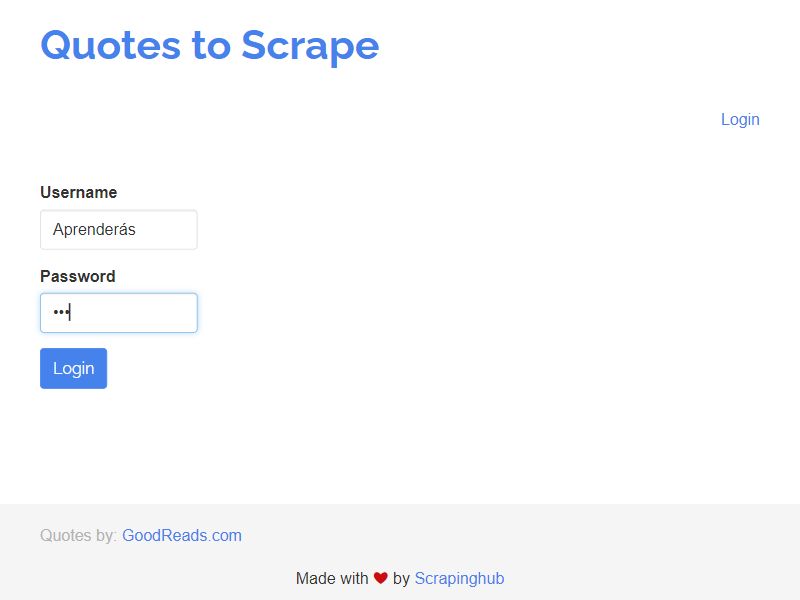 Quotes to Scrape
Login
Username
Aprenderás
Password
•••
Login
Quotes by: GoodReads.com
Made with ❤ by Scrapinghub